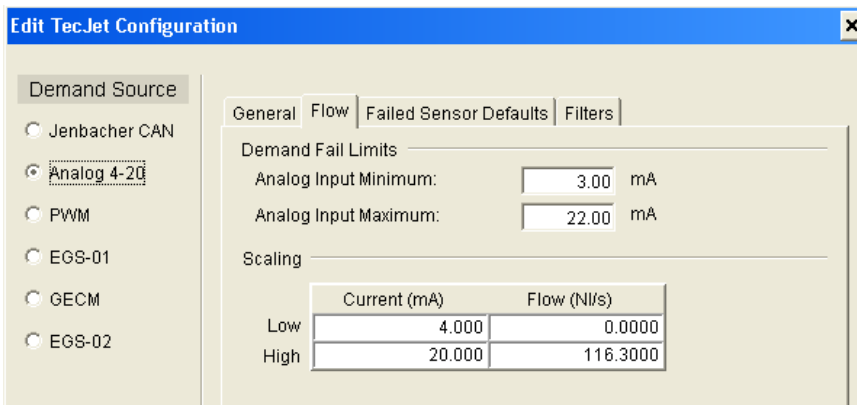 Edit TecJet Configuration
Demand Source
Jenbacher CAN
Analog 4-20
PWM
EGS-01
GECM
EGS-02
General Flow Failed Sensor Defaults Filters
Demand Fail Limits
Analog Input Minimum: 3.00 mA
Analog Input Maximum: 22.00 mA
Scaling
Current (mA) Flow (Nl/s)
Low 4.000 0.0000
High 20.000 116.3000